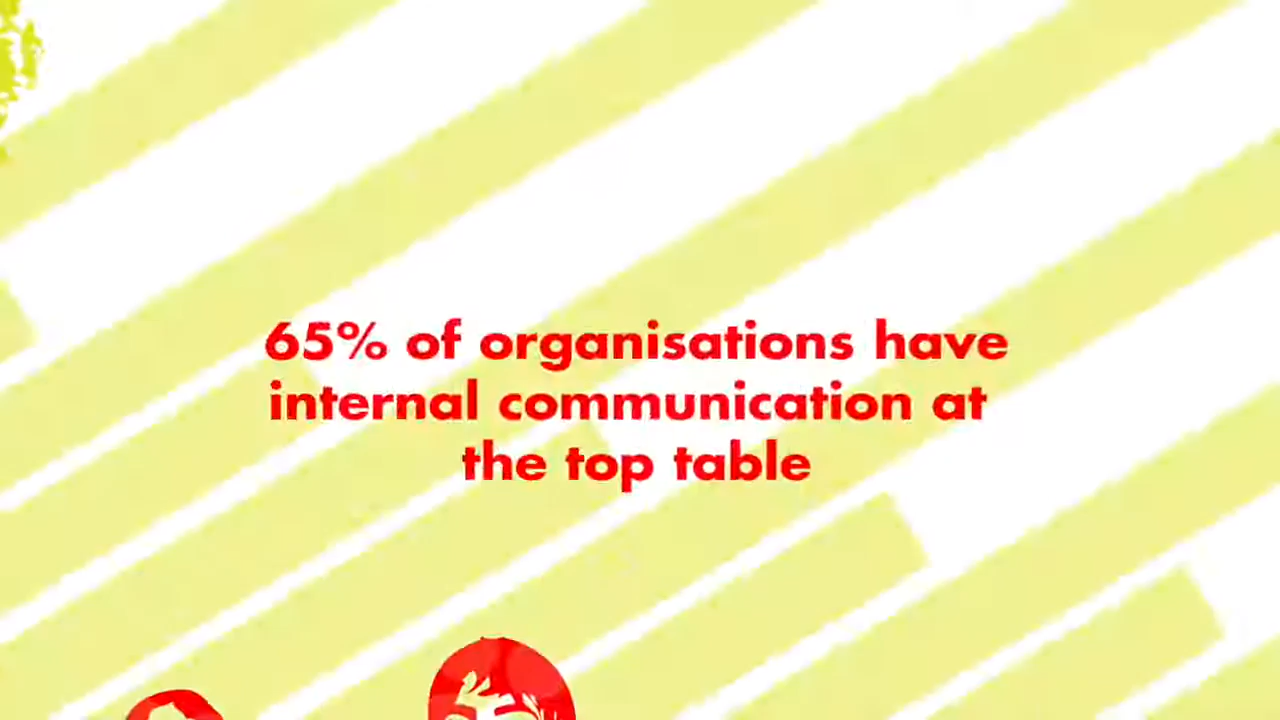 65% of organisations have
internal communication at
the top table